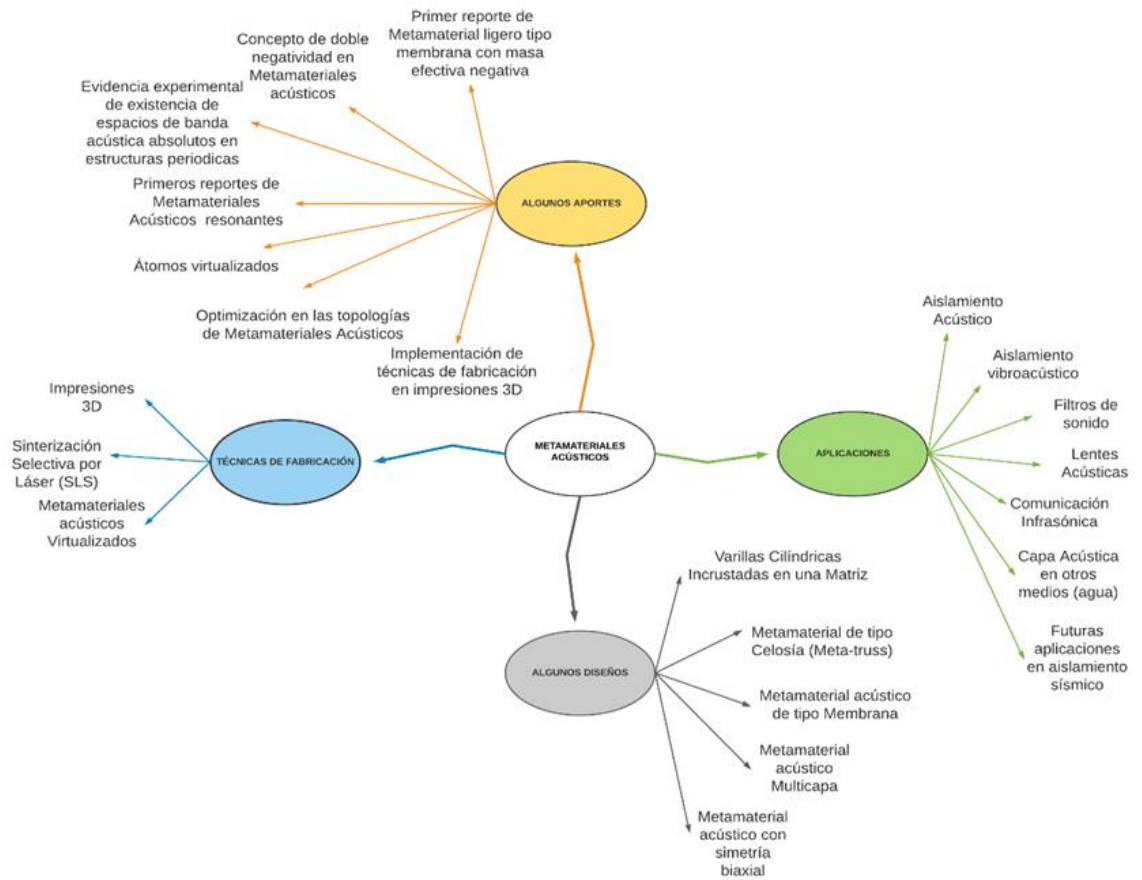 Primer reporte de
Metamaterial ligero tipo
membrana con masa
efectiva negativa
Concepto de doble
negatividad en
Metamateriales
acústicos
Evidencia experimental
de existencia de
espacios de banda
acústica absolutos en
estructuras periodicas
Primeros reportes de
Metamateriales
Acústicos resonantes
Átomos virtualizados
Optimización en las topologías
de Metamateriales Acústicos
Implementación de
técnicas de fabricación
en impresiones 3D
ALGUNOS APORTES
METAMATERIALES
ACÚSTICOS
TÉCNICAS DE FABRICACIÓN
Impresiones
3D
Sinterización
Selectiva por
Láser (SLS)
Metamateriales
acústicos
Virtualizados
APLICACIONES
Aislamiento
Acústico
Aislamiento
vibroacústico
Filtros de
sonido
Lentes
Acústicas
Comunicación
Infrasónica
Capa Acústica
en otros
medios (agua)
Futuras
aplicaciones
en aislamiento
sísmico
ALGUNOS DISEÑOS
Varillas Cilíndricas
Incrustadas en una Matriz
Metamaterial de tipo
Celosía (Meta-truss)
Metamaterial acústico
de tipo Membrana
Metamaterial
acústico
Multicapa
Metamaterial
acústico con
simetría
biaxial